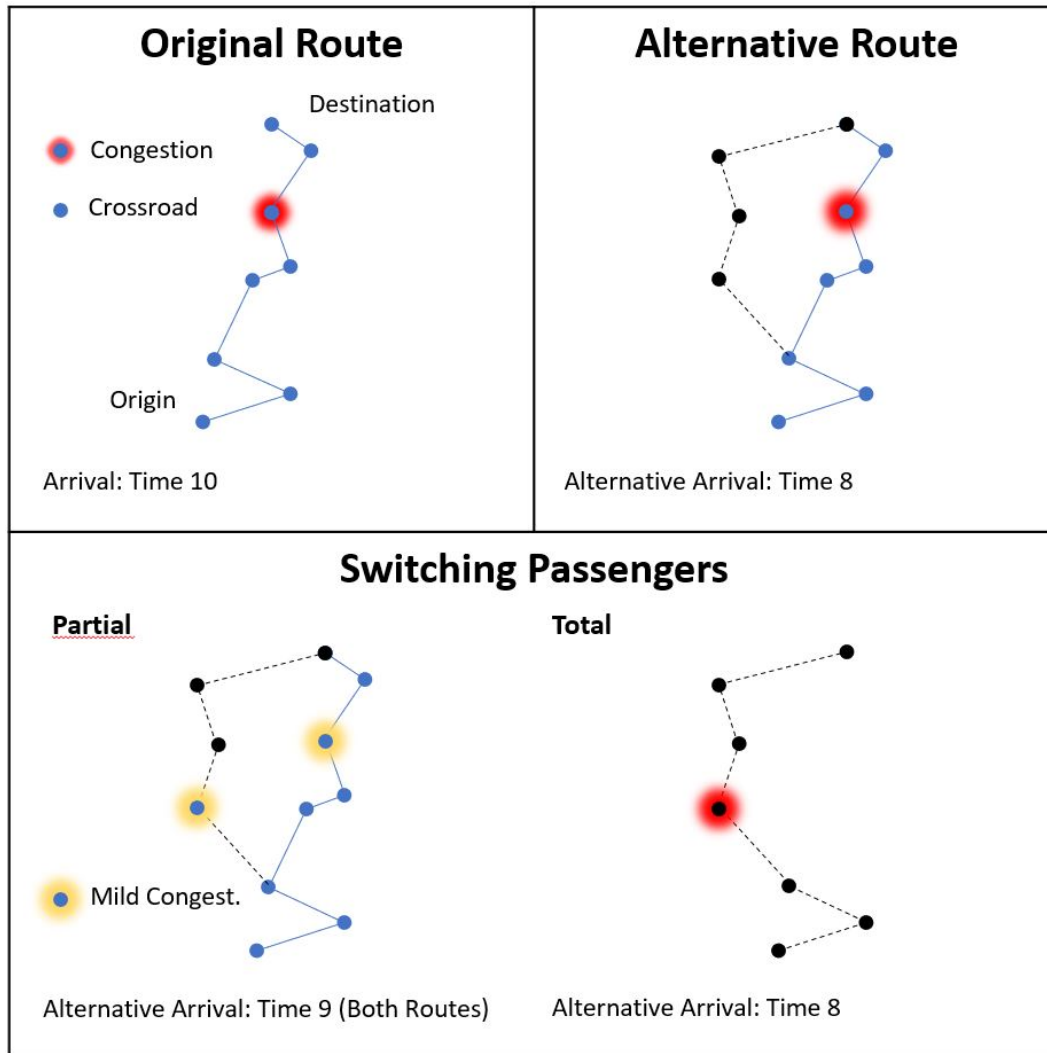 Original Route
Destination
Congestion
Crossroad
Origin
Arrival: Time 10
Alternative Route
Alternative Arrival: Time 8
Switching Passengers
Partial
Mild Congest.
Alternative Arrival: Time 9 (Both Routes)
Total
Alternative Arrival: Time 8